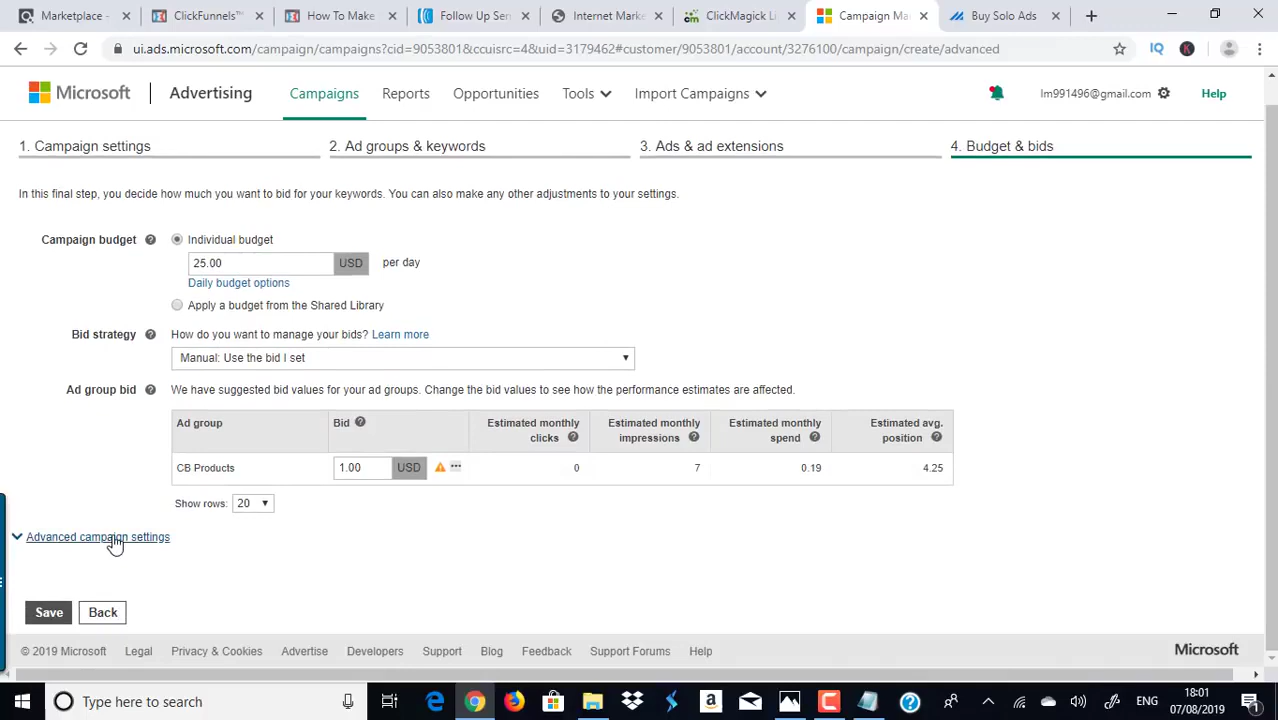 Marketplace -
ClickFunnels™
How To Make
Follow Up Ser
Internet Marke
ClickMagick Li
Campaign Ma
Buy Solo Ads
ui.ads.microsoft.com/campaign/campaigns?cid=9053801&ccuisrc=4&uid=3179462#customer/9053801/account/3276100/campaign/create/advanced
IQ
K
Microsoft
Advertising
Campaigns
Reports
Opportunities
Tools
Import Campaigns
lm991496@gmail.com
Help
1. Campaign settings
2. Ad groups & keywords
3. Ads & ad extensions
4. Budget & bids
In this final step, you decide how much you want to bid for your keywords. You can also make any other adjustments to your settings.
Campaign budget
Individual budget
25.00 USD per day
Daily budget options
Apply a budget from the Shared Library
Bid strategy
How do you want to manage your bids? Learn more
Manual: Use the bid I set
Ad group bid
We have suggested bid values for your ad groups. Change the bid values to see how the performance estimates are affected.
Ad group
Bid
Estimated monthly
clicks
Estimated monthly
impressions
Estimated monthly
spend
Estimated avg.
position
CB Products 1.00 USD 0 7 0.19 4.25
Show rows: 20
Advanced campaign settings
Save
Back
© 2019 Microsoft
Legal
Privacy & Cookies
Advertise
Developers
Support
Blog
Feedback
Support Forums
Help
Microsoft
Type here to search
ENG
18:01
07/08/2019
1